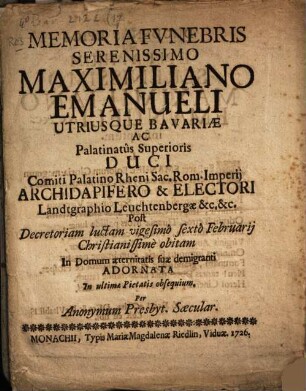 MEMORIA FVNEBRIS
SERENISSIMO
MAXIMILIANO
EMANUELI
UTRIUSQUE BAVARIÆ
AC
Palatinatûs Superioris
DUCI
Comiti Palatino Rheni Sac. Rom. Imperij
ARCHIDAPIFERO & ELECTORI
Landtgraphio Leuchtenbergæ &c, &c.
Post
Decretoriam luctam vigesimô sextô Februarij
Christianissimè obitam
In Domum æternitatis suæ demigranti
ADORNATA
In ultimæ Pietatis obsequium,
Per
Anonymum Presbyt. Sæcular.
MONACHII, Typis Mariæ Magdalenæ Riedlin, Viduæ. 1726.